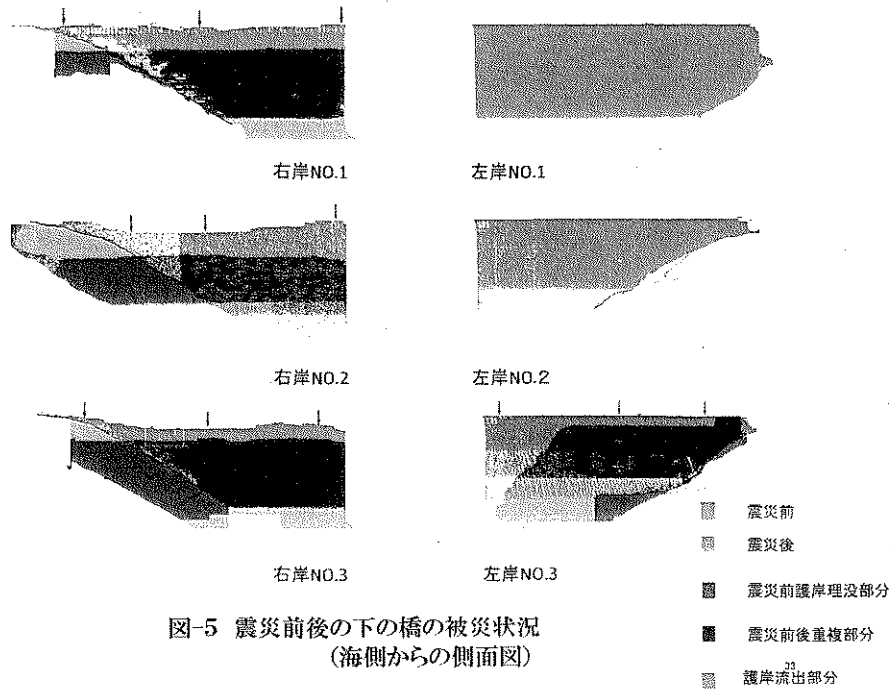 右岸NO.1
左岸NO.1
右岸NO.2
左岸NO.2
右岸NO.3
左岸NO.3
震災前
震災後
震災前護岸理没部分
震災前後重複部分
33
護岸流出部分
図-5 震災前後の下の橋の被災状況
(海側からの側面図)